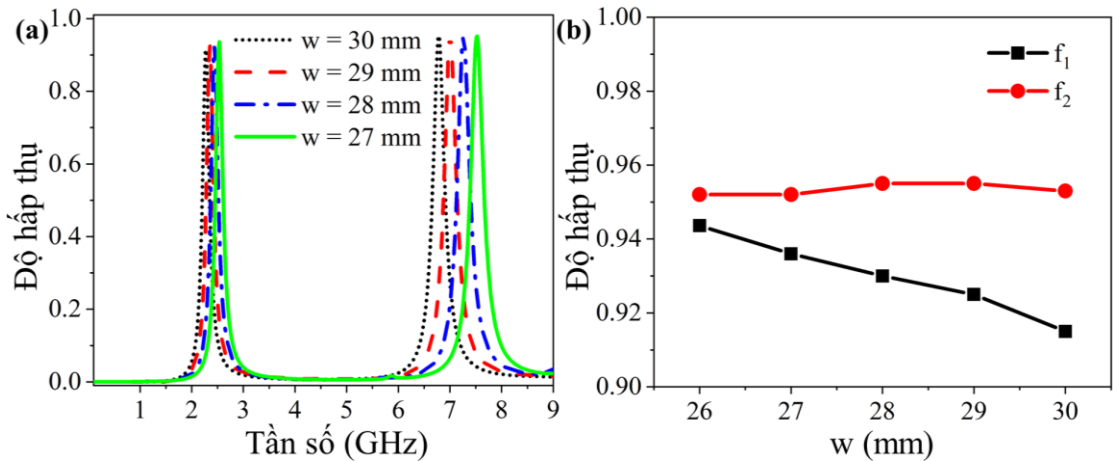 (a)
1.0
0.8
0.6
0.4
0.2
0.0
Độ hấp thụ
w = 30 mm
w = 29 mm
w = 28 mm
w = 27 mm
1 2 3 4 5 6 7 8 9
Tần số (GHz)
(b)
1.00
0.98
0.96
0.94
0.92
0.90
Độ hấp thụ
f₁
f₂
26 27 28 29 30
w (mm)